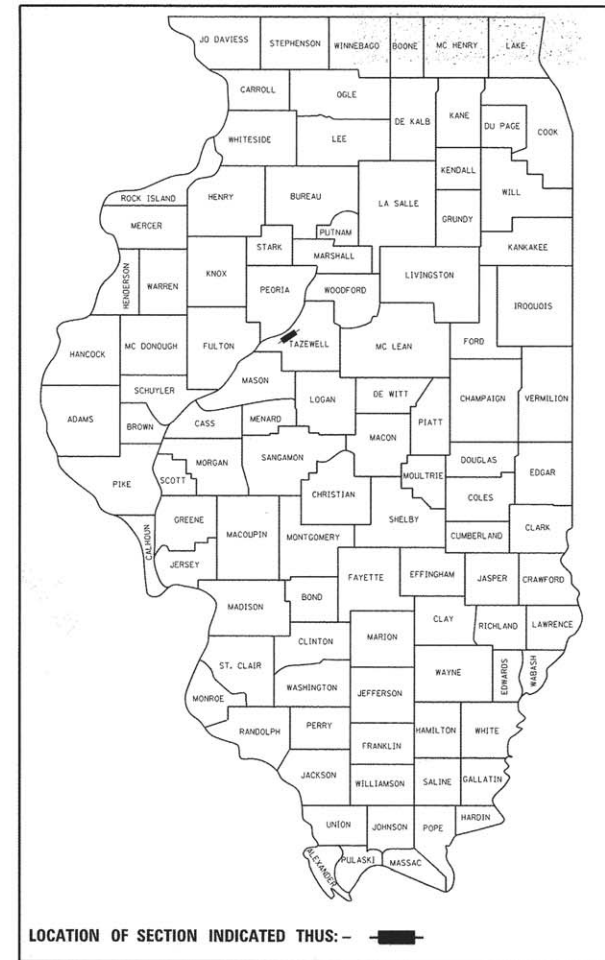 JO DAVIESS
STEPHENSON
WINNEBAGO
BOONE
MC HENRY
LAKE
CARROLL
OGLE
DE KALB
KANE
DU PAGE
COOK
WHITESIDE
LEE
KENDALL
WILL
ROCK ISLAND
HENRY
BUREAU
LA SALLE
GRUNDY
MERCER
PUTNAM
STARK
MARSHALL
KANKAKEE
HENDERSON
WARREN
KNOX
PEORIA
WOODFORD
LIVINGSTON
IROQUOIS
HANCOCK
MC DONOUGH
FULTON
TAZEWELL
MC LEAN
FORD
MASON
SCHUYLER
LOGAN
DE WITT
CHAMPAIGN
VERMILION
ADAMS
BROWN
CASS
MENARD
MACON
PIATT
MORGAN
SANGAMON
DOUGLAS
EDGAR
PIKE
SCOTT
CHRISTIAN
MOULTRIE
COLES
SHELBY
GREENE
MACOUPIN
MONTGOMERY
CUMBERLAND
CLARK
CALHOUN
JERSEY
FAYETTE
EFFINGHAM
JASPER
CRAWFORD
MADISON
BOND
CLAY
RICHLAND
LAWRENCE
CLINTON
MARION
ST. CLAIR
WAYNE
EDWARDS
WABASH
WASHINGTON
JEFFERSON
MONROE
RANDOLPH
PERRY
HAMILTON
WHITE
FRANKLIN
JACKSON
WILLIAMSON
SALINE
GALLATIN
UNION
JOHNSON
POPE
HARDIN
ALEXANDER
PULASKI
MASSAC
LOCATION OF SECTION INDICATED THUS: -